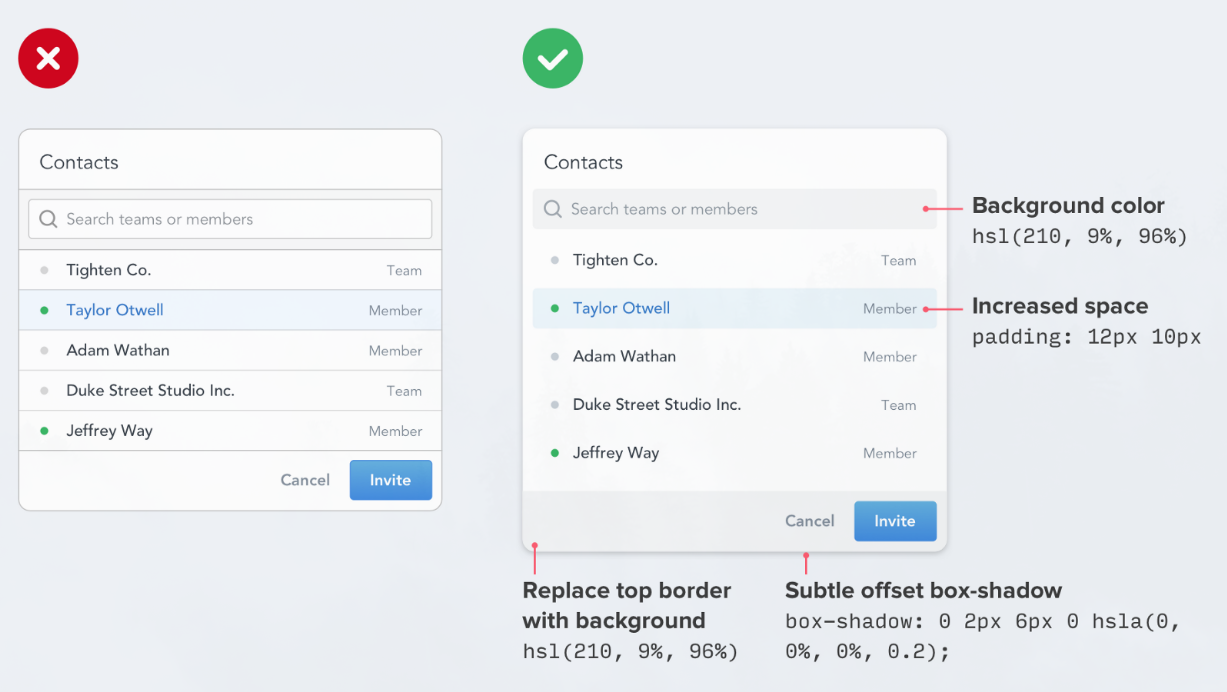 Contacts
Search teams or members
Tighten Co. Team
Taylor Otwell Member
Adam Wathan Member
Duke Street Studio Inc. Team
Jeffrey Way Member
Cancel Invite
Contacts
Search teams or members
Tighten Co. Team
Taylor Otwell Member
Adam Wathan Member
Duke Street Studio Inc. Team
Jeffrey Way Member
Cancel Invite
Background color
hsl(210, 9%, 96%)
Increased space
padding: 12px 10px
Replace top border
with background
hsl(210, 9%, 96%)
Subtle offset box-shadow
box-shadow: 0 2px 6px 0 hsla(0,
0%, 0%, 0.2);